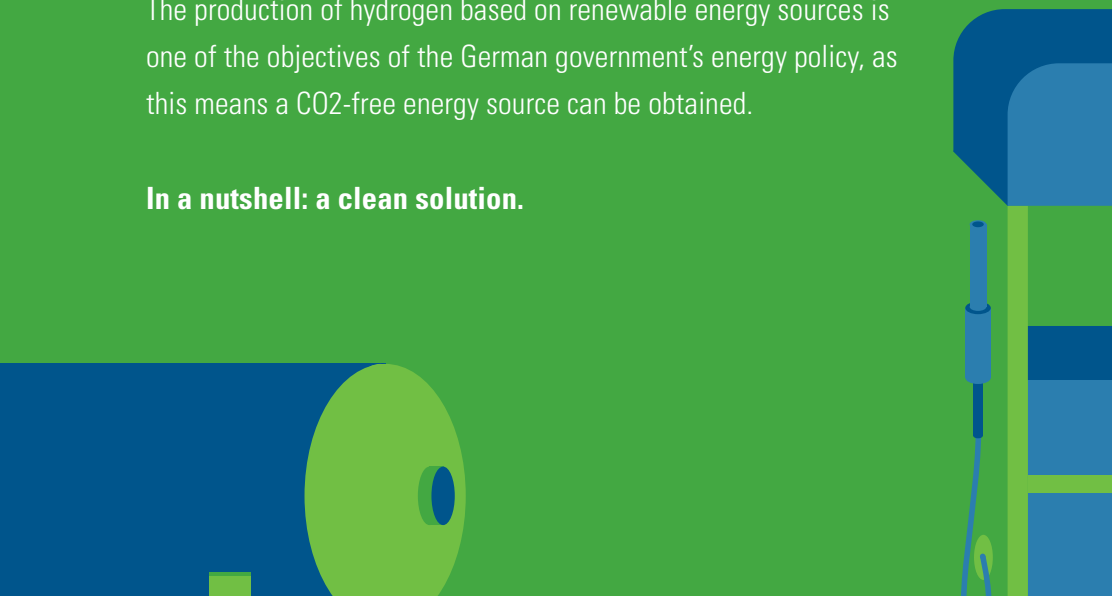 The production of hydrogen based on renewable energy sources is
one of the objectives of the German government's energy policy, as
this means a CO2-free energy source can be obtained.
In a nutshell: a clean solution.